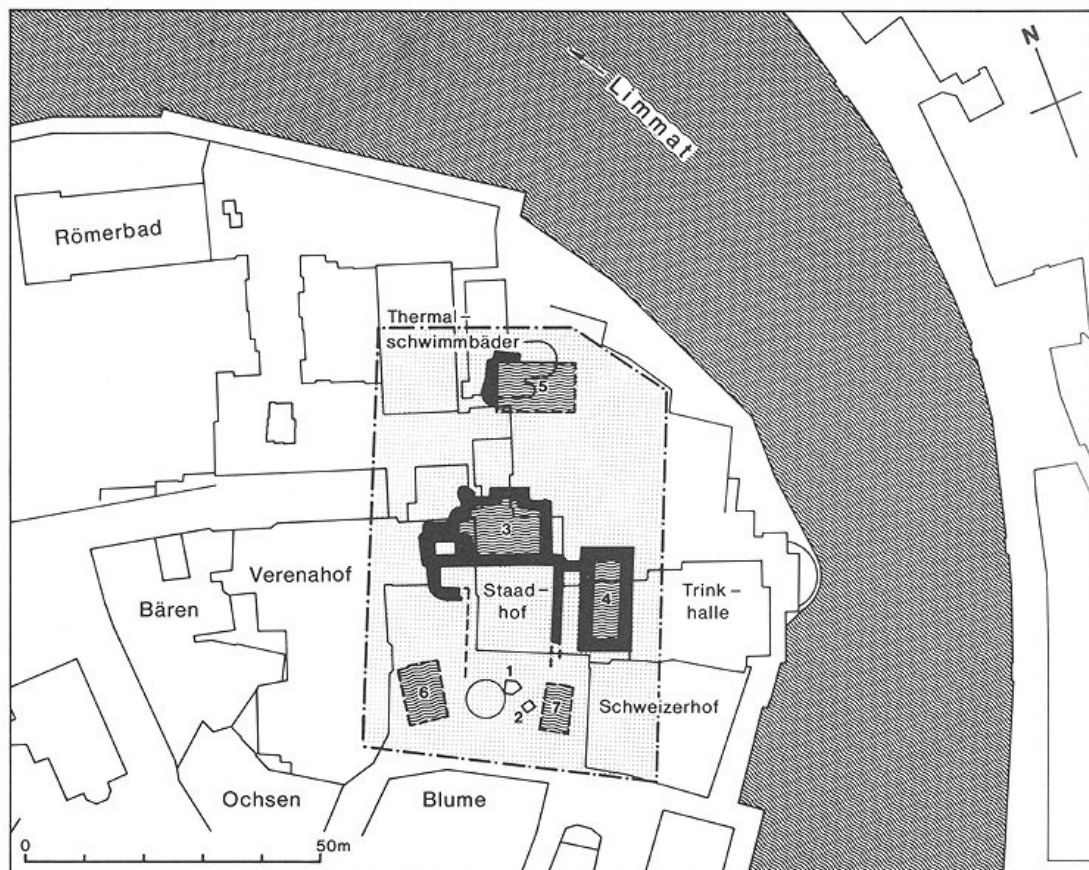 N
Limmat
Römerbad
Thermal-
schwimmbäder
5
3
Verenahof
Staad-
hof
4
Trink-
halle
Bären
1
6
2
7
Schweizerhof
Ochsen
Blume
0
50m